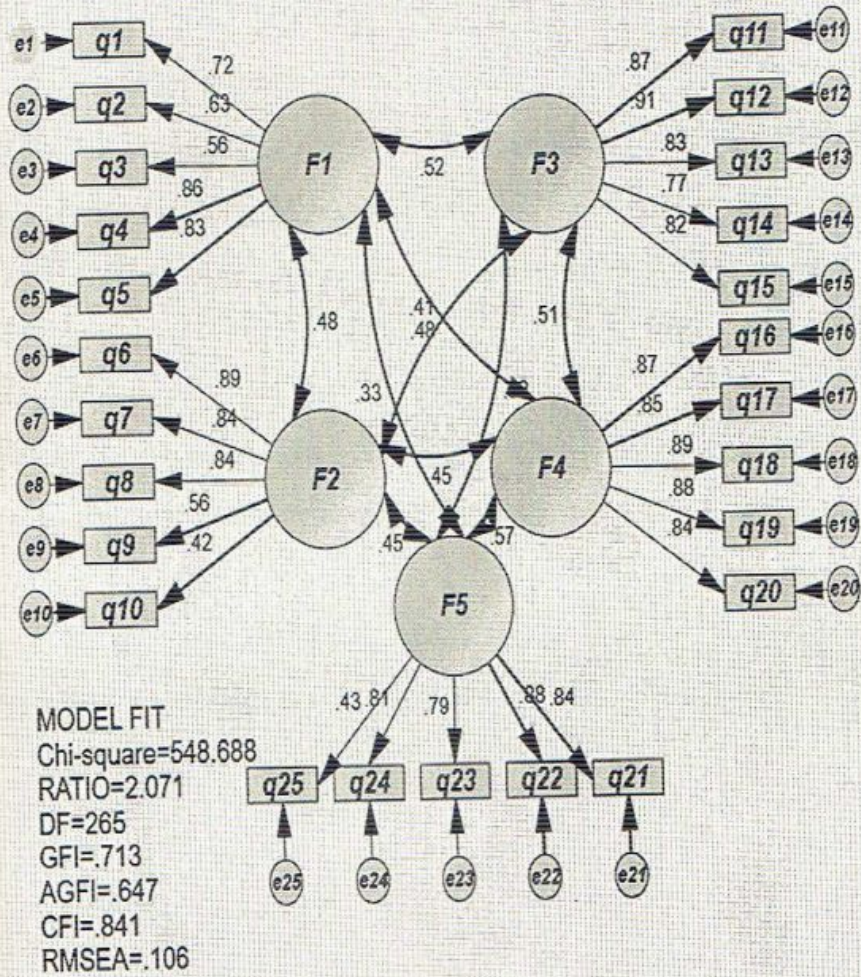 e1
q1
.72
e2
q2
.63
e3
q3
.56
e4
q4
.86
e5
q5
.83
F1
.52
F3
e11
q11
.87
e12
q12
.91
e13
q13
.83
e14
q14
.77
e15
q15
.82
.48
.41
.48
.51
.33
e6
q6
.89
e7
q7
.84
e8
q8
.84
e9
q9
.56
e10
q10
.42
F2
.45
F4
e16
q16
.87
e17
q17
.85
e18
q18
.89
e19
q19
.88
e20
q20
.84
.45
.57
F5
.43
.81
.79
.88
.84
q25
q24
q23
q22
q21
e25
e24
e23
e22
e21
MODEL FIT
Chi-square=548.688
RATIO=2.071
DF=265
GFI=.713
AGFI=.647
CFI=.841
RMSEA=.106